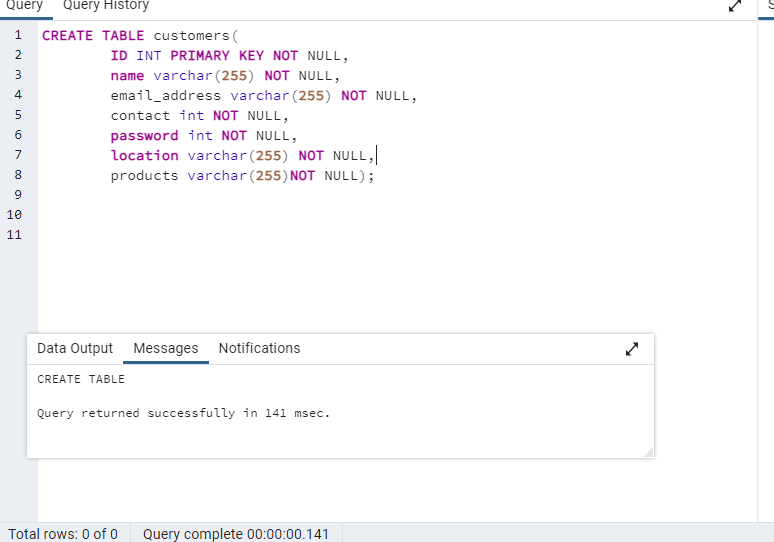 Query Query History
1 CREATE TABLE customers(
2 ID INT PRIMARY KEY NOT NULL,
3 name varchar(255) NOT NULL,
4 email_address varchar(255) NOT NULL,
5 contact int NOT NULL,
6 password int NOT NULL,
7 location varchar(255) NOT NULL,
8 products varchar(255)NOT NULL);
9
10
11
Data Output Messages Notifications
CREATE TABLE
Query returned successfully in 141 msec.
Total rows: 0 of 0 Query complete 00:00:00.141